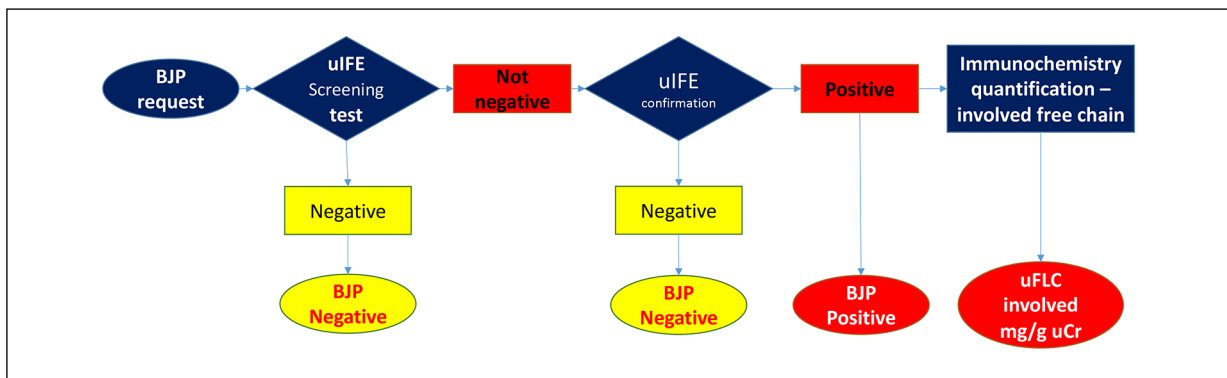 BJP
request
uIFE
Screening
test
Not
negative
uIFE
confirmation
Positive
Immunochemistry
quantification –
involved free chain
Negative
Negative
BJP
Negative
BJP
Negative
BJP
Positive
uFLC
involved
mg/g uCr